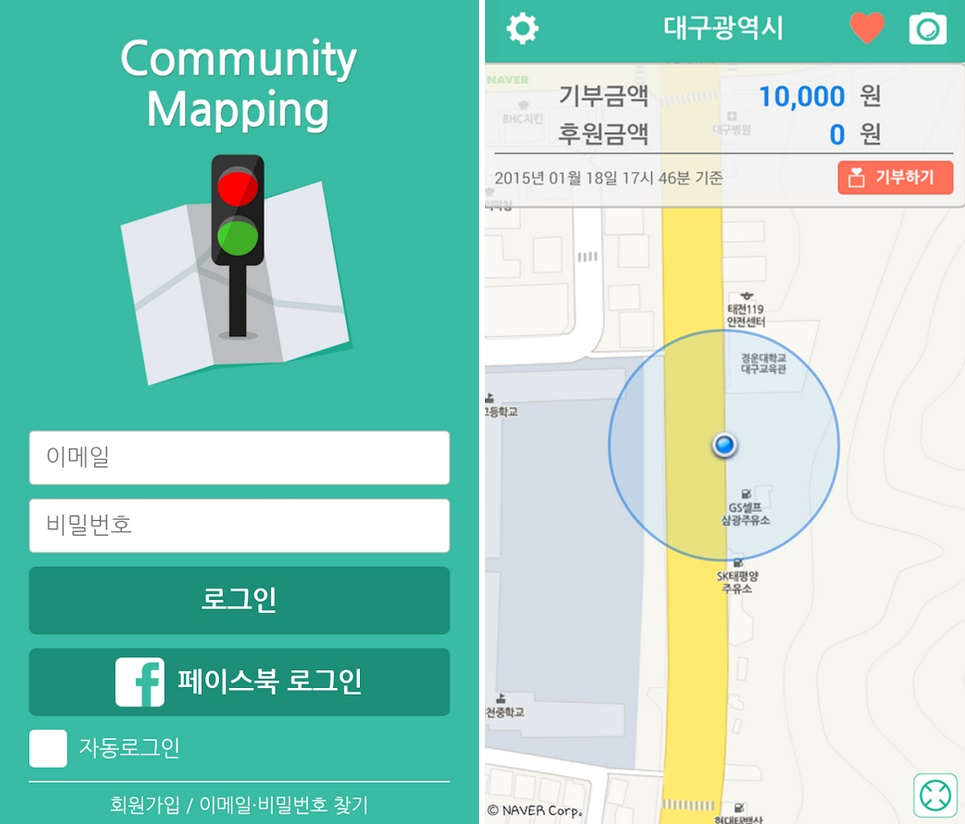 Community
Mapping
이메일
비밀번호
로그인
페이스북 로그인
자동로그인
회원가입 / 이메일·비밀번호 찾기
대구광역시
NAVER
기부금액 10,000 원
BHC치킨
대구병원
후원금액 0 원
2015년 01월 18일 17시 46분 기준
기부하기
태전119
안전센터
경운대학교
대구교육관
고등학교
GS셀프
삼광주유소
SK태평양
주유소
천중학교
© NAVER Corp.
현대태백산